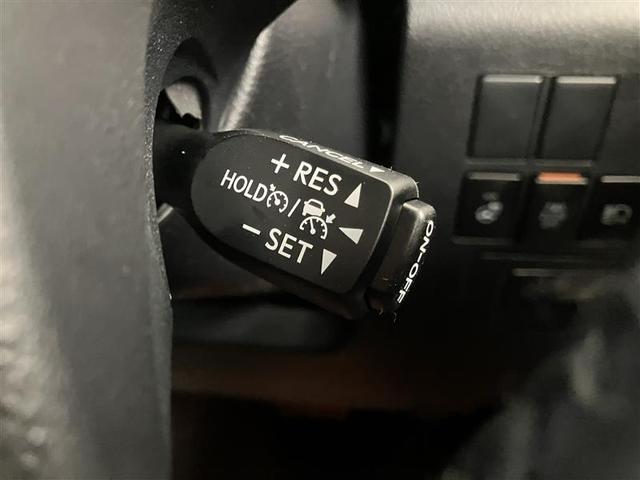 CANCEL▼
+ RES ▲
HOLD / ◀
- SET ▼
ON-OFF